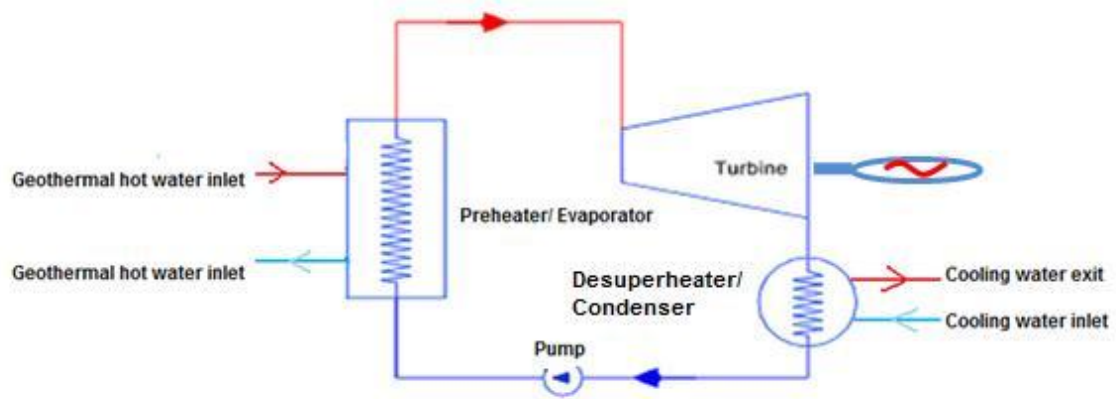 Turbine
Geothermal hot water inlet
Preheater/ Evaporator
Geothermal hot water inlet
Desuperheater/
Condenser
Cooling water exit
Cooling water inlet
Pump